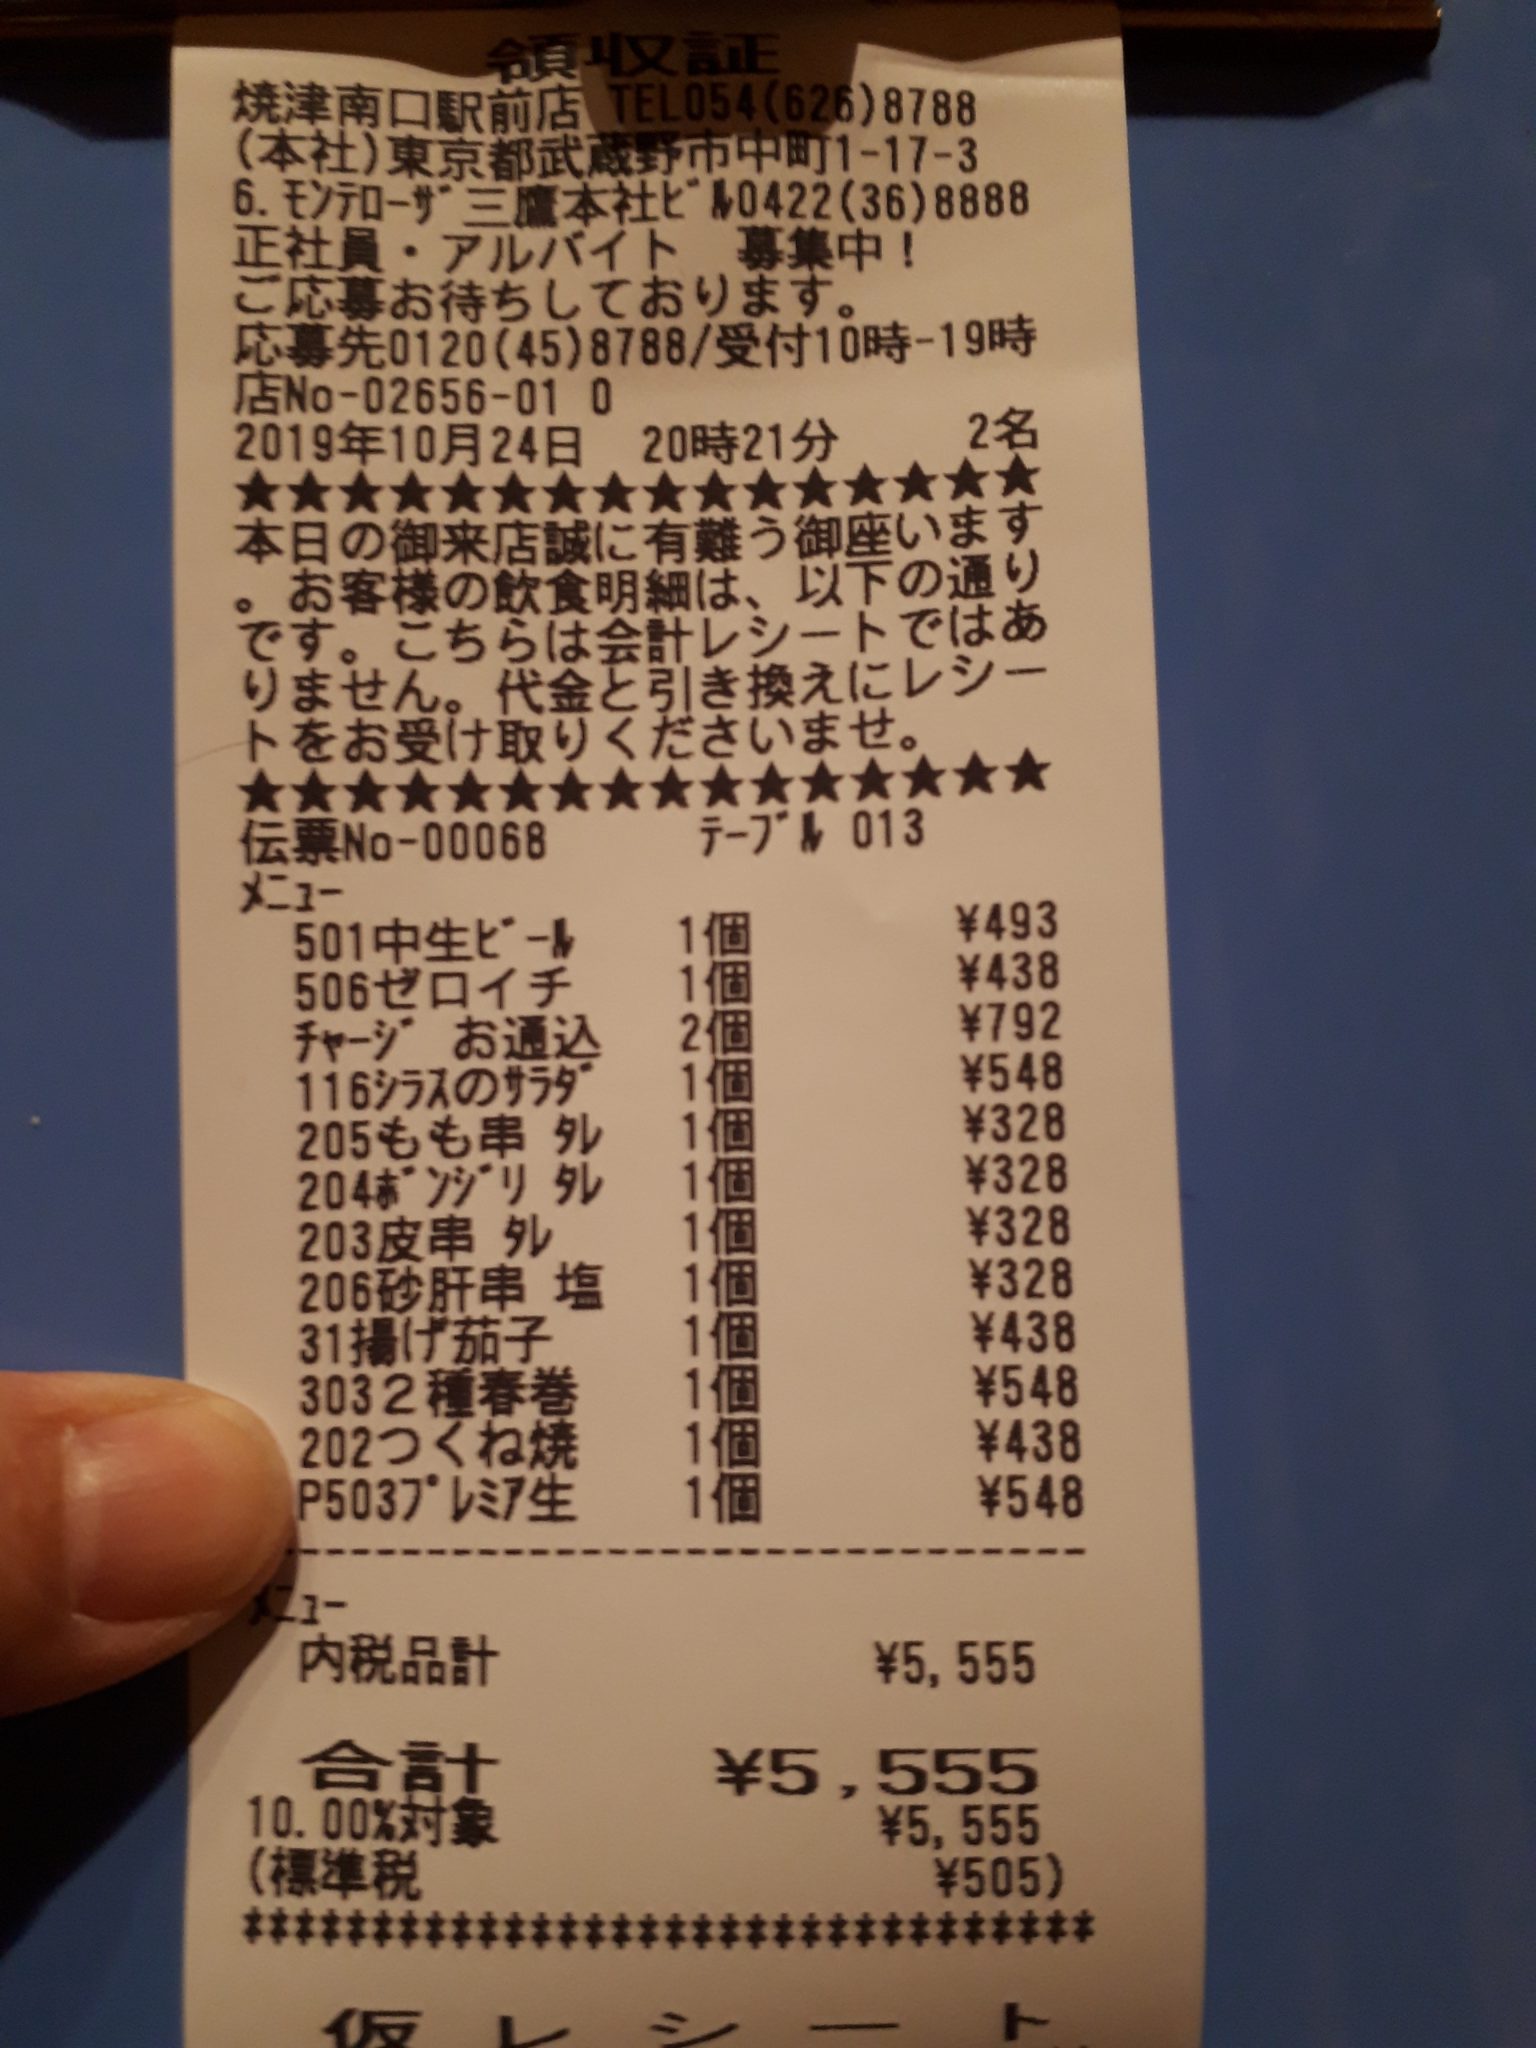 領収証
焼津南口駅前店 TEL054(626)8788
(本社)東京都武蔵野市中町1-17-3
6.ﾓﾝﾃﾛｰｻﾞ三鷹本社ﾋﾞﾙ0422(36)8888
正社員・アルバイト 募集中!
ご応募お待ちしております。
応募先0120(45)8788/受付10時-19時
店No-02656-01 0
2019年10月24日 20時21分 2名
★★★★★★★★★★★★★★★★
本日の御来店誠に有難う御座います
。お客様の飲食明細は、以下の通り
です。こちらは会計レシートではあ
りません。代金と引き換えにレシー
トをお受け取りくださいませ。
★★★★★★★★★★★★★★★★
伝票No-00068 ﾃｰﾌﾞﾙ 013
ﾒﾆｭｰ
501中生ﾋﾞｰﾙ 1個 ¥493
506ゼロイチ 1個 ¥438
ﾁｬｰｼﾞ お通込 2個 ¥792
116ｼﾗｽのｻﾗﾀﾞ 1個 ¥548
205もも串 ﾀﾚ 1個 ¥328
204ﾎﾞﾝｼﾞﾘ ﾀﾚ 1個 ¥328
203皮串 ﾀﾚ 1個 ¥328
206砂肝串 塩 1個 ¥328
31揚げ茄子 1個 ¥438
303２種春巻 1個 ¥548
202つくね焼 1個 ¥438
P503ﾌﾟﾚﾐｱ生 1個 ¥548
--------------------------------
ﾒﾆｭｰ
内税品計 ¥5,555
合計 ¥5,555
10.00%対象 ¥5,555
(標準税 ¥505)
仮レシート